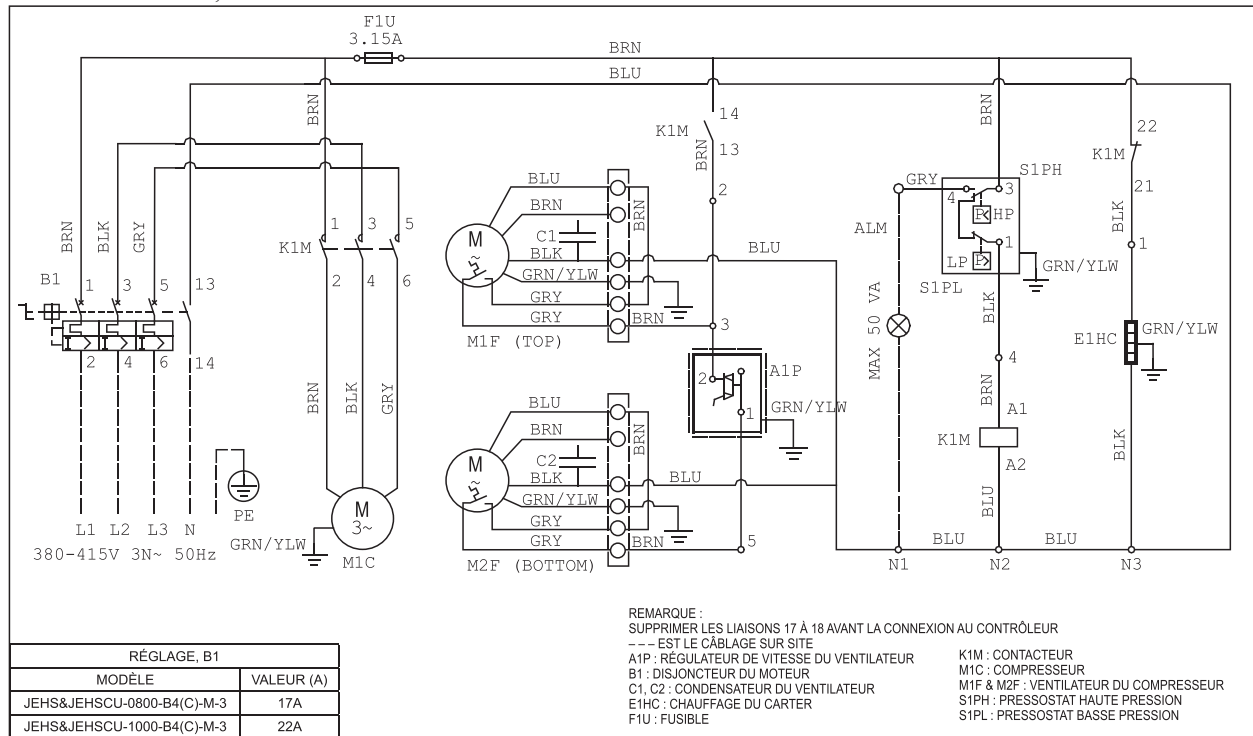 F1U
3.15A
BRN
BLU
BRN
BRN
14
K1M
BRN
13
2
22
K1M
21
S1PH
GRY
4
3
P
HP
1
LP
P
S1PL
GRN/YLW
ALM
BLK
1
BRN
BLK
GRY
1
3
5
K1M
2
4
6
B1
1
3
5
13
2
4
6
14
BLU
BRN
C1
BLK
GRN/YLW
GRY
GRY
BRN
BRN
M
~
M1F (TOP)
BLU
3
2
A1P
1
GRN/YLW
MAX 50 VA
BLK
4
BRN
A1
K1M
A2
BLU
E1HC
GRN/YLW
BLK
BRN
BLK
GRY
BLU
BRN
C2
BLK
GRN/YLW
GRY
GRY
BRN
BRN
M
~
M2F (BOTTOM)
BLU
5
L1
L2
L3
N
PE
380-415V 3N~ 50Hz
GRN/YLW
M
3~
M1C
BLU
BLU
N1
N2
N3
REMARQUE :
SUPPRIMER LES LIAISONS 17 À 18 AVANT LA CONNEXION AU CONTRÔLEUR
--- EST LE CÂBLAGE SUR SITE
A1P : RÉGULATEUR DE VITESSE DU VENTILATEUR
B1 : DISJONCTEUR DU MOTEUR
C1, C2 : CONDENSATEUR DU VENTILATEUR
E1HC : CHAUFFAGE DU CARTER
F1U : FUSIBLE
K1M : CONTACTEUR
M1C : COMPRESSEUR
M1F & M2F : VENTILATEUR DU COMPRESSEUR
S1PH : PRESSOSTAT HAUTE PRESSION
S1PL : PRESSOSTAT BASSE PRESSION
RÉGLAGE, B1
MODÈLE VALEUR (A)
JEHS&JEHSCU-0800-B4(C)-M-3 17A
JEHS&JEHSCU-1000-B4(C)-M-3 22A